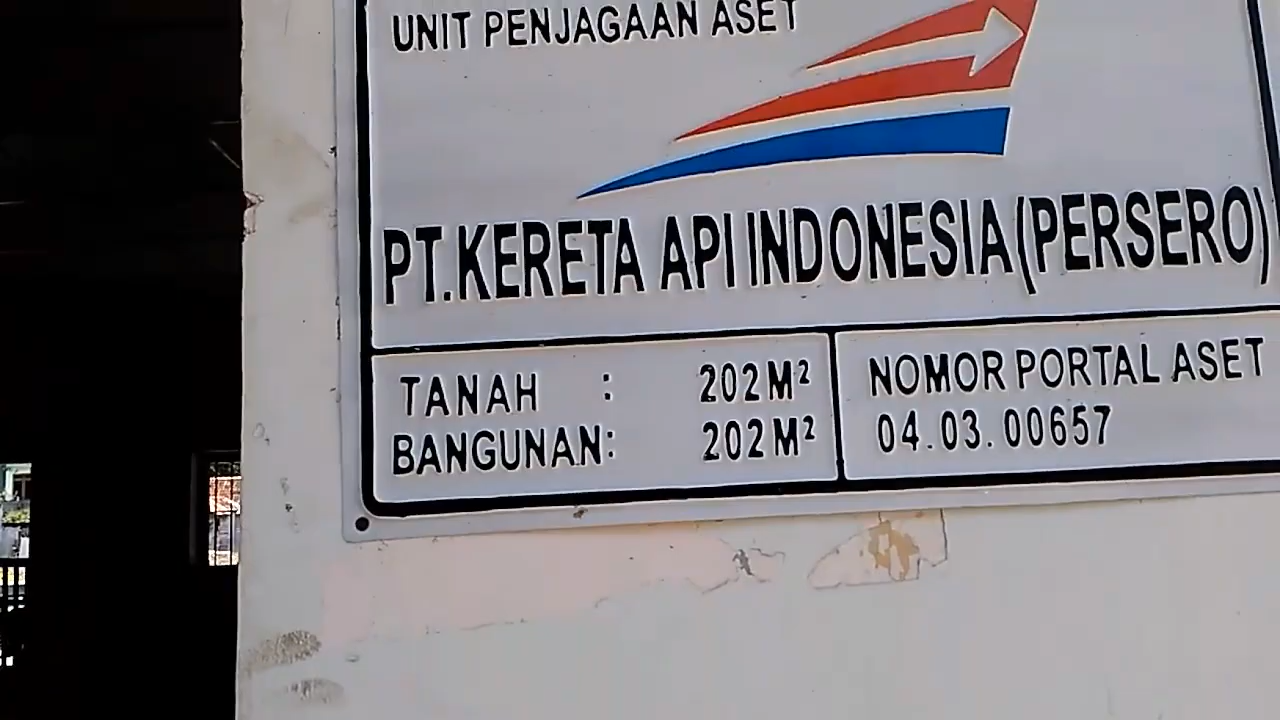 UNIT PENJAGAAN ASET
PT.KERETA API INDONESIA (PERSERO)
TANAH : 202 M²
BANGUNAN: 202 M²
NOMOR PORTAL ASET
04.03.00657